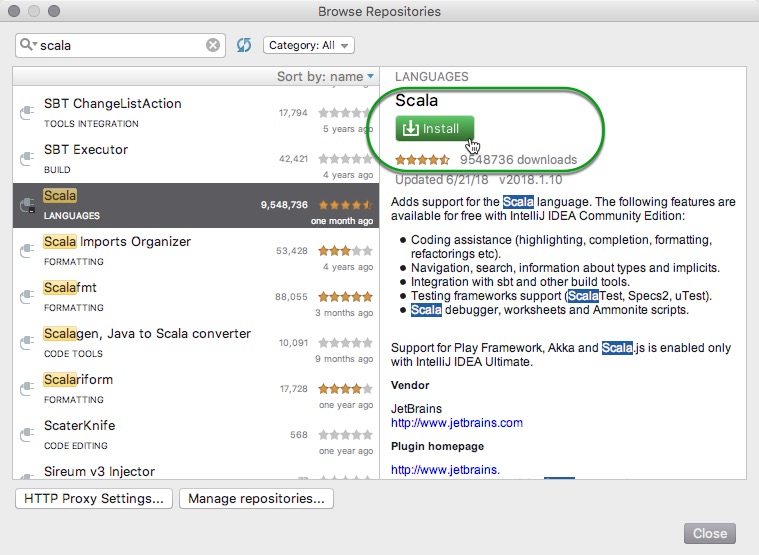 Browse Repositories
scala
Category: All
Sort by: name
SBT ChangeListAction
17,794
TOOLS INTEGRATION
5 years ago
SBT Executor
42,421
BUILD
4 years ago
Scala
9,548,736
LANGUAGES
one month ago
Scala Imports Organizer
53,428
FORMATTING
4 years ago
Scalafmt
88,055
FORMATTING
3 months ago
Scalagen, Java to Scala converter
10,091
CODE TOOLS
9 months ago
Scalariform
17,728
FORMATTING
one year ago
ScaterKnife
568
CODE EDITING
one year ago
Sireum v3 Injector
LANGUAGES
Scala
Install
9548736 downloads
Updated 6/21/18 v2018.1.10
Adds support for the Scala language. The following features are
available for free with IntelliJ IDEA Community Edition:
• Coding assistance (highlighting, completion, formatting,
refactorings etc).
• Navigation, search, information about types and implicits.
• Integration with sbt and other build tools.
• Testing frameworks support (ScalaTest, Specs2, uTest).
• Scala debugger, worksheets and Ammonite scripts.
Support for Play Framework, Akka and Scala.js is enabled only
with IntelliJ IDEA Ultimate.
Vendor
JetBrains
http://www.jetbrains.com
Plugin homepage
http://www.jetbrains.
HTTP Proxy Settings...
Manage repositories...
Close